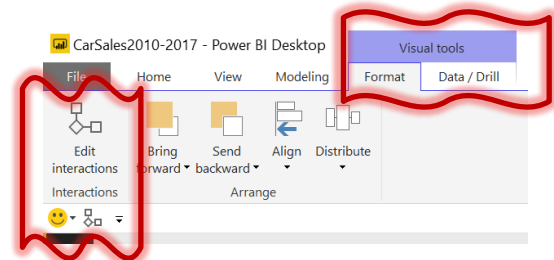 CarSales2010-2017 - Power BI Desktop Visual tools
File Home View Modeling Format Data / Drill
Edit interactions
Bring forward
Send backward
Align
Distribute
Interactions Arrange